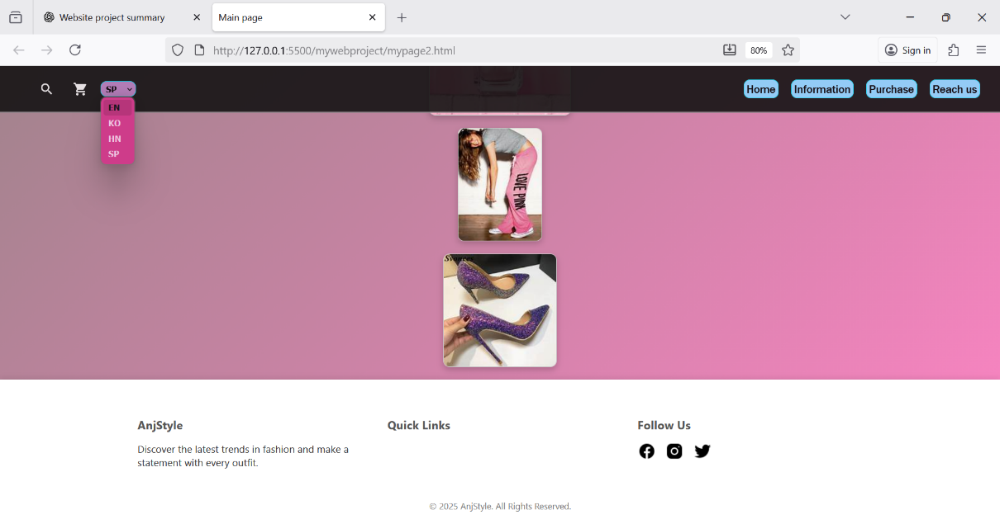 Website project summary
Main page
http://127.0.0.1:5500/mywebproject/mypage2.html
80%
Sign in
SP
Home
Information
Purchase
Reach us
EN
KO
HN
SP
LOVE PINK
AnjStyle
Quick Links
Follow Us
Discover the latest trends in fashion and make a
statement with every outfit.
© 2025 AnjStyle. All Rights Reserved.